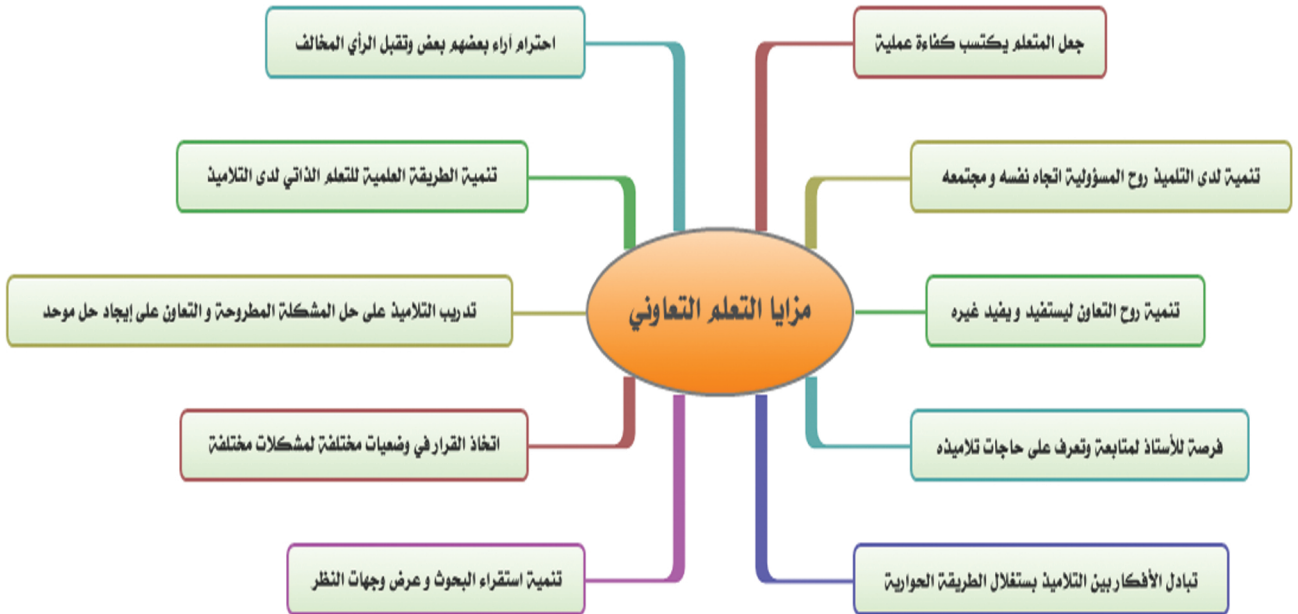 مزايا التعلم التعاوني
جعل المتعلم يكتسب كفاءة عملية
تنمية لدى التلميذ روح المسؤولية اتجاه نفسه و مجتمعه
تنمية روح التعاون ليستفيد و يفيد غيره
فرصة للأستاذ لمتابعة وتعرف على حاجات تلاميذه
تبادل الأفكار بين التلاميذ بستغلال الطريقة الحوارية
احترام آراء بعضهم بعض وتقبل الرأي المخالف
تنمية الطريقة العلمية للتعلم الذاتي لدى التلاميذ
تدريب التلاميذ على حل المشكلة المطروحة و التعاون على إيجاد حل موحد
اتخاذ القرار في وضعيات مختلفة لمشكلات مختلفة
تنمية استقراء البحوث و عرض وجهات النظر